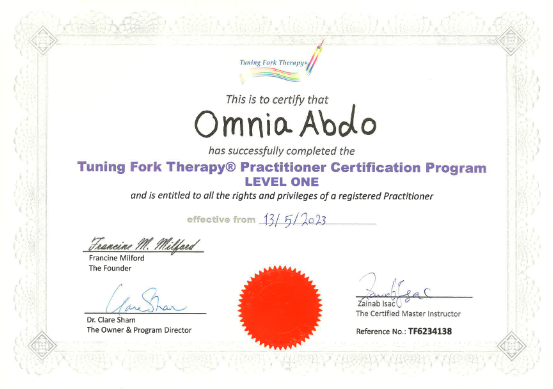 Tuning Fork Therapy®
This is to certify that
Omnia Abdo
has successfully completed the
Tuning Fork Therapy® Practitioner Certification Program
LEVEL ONE
and is entitled to all the rights and privileges of a registered Practitioner
effective from 13/5/2023
Francine M. Milford
Francine Milford
The Founder
Clare Sham
Dr. Clare Sham
The Owner & Program Director
Zainab Isac
Zainab Isac
The Certified Master Instructor
Reference No.: TF6234138